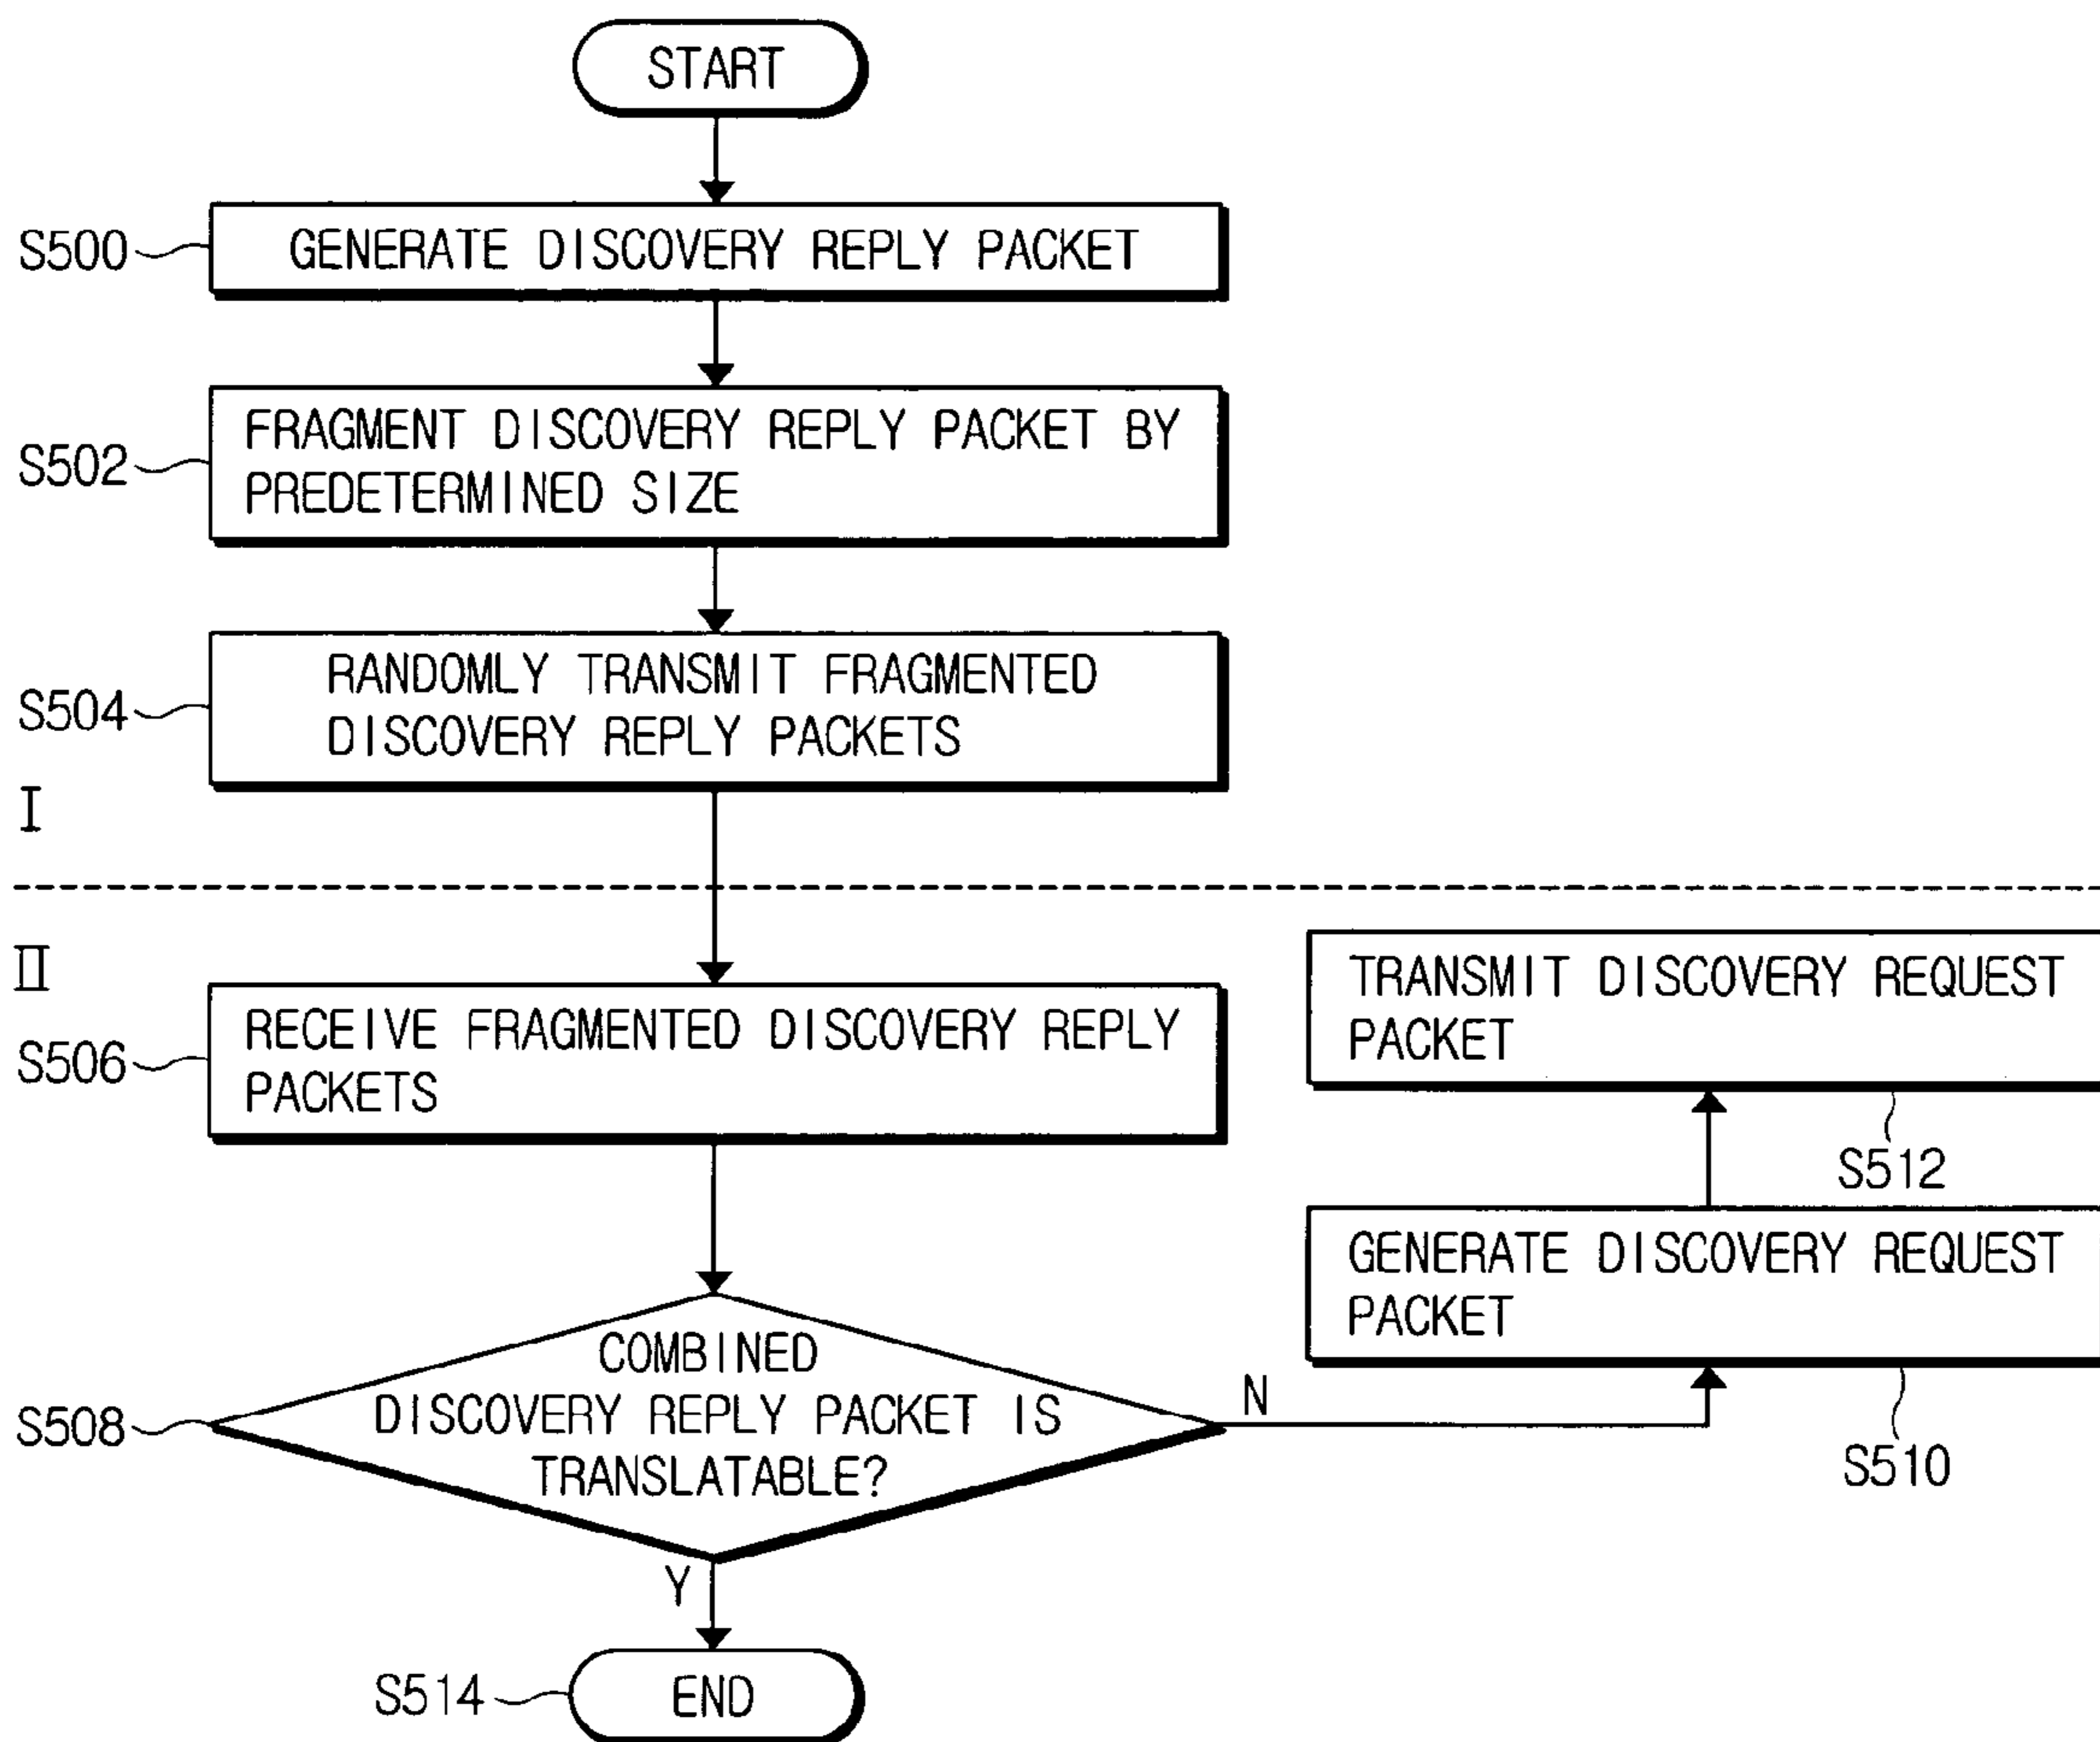 START
S500
GENERATE DISCOVERY REPLY PACKET
S502
FRAGMENT DISCOVERY REPLY PACKET BY
PREDETERMINED SIZE
S504
RANDOMLY TRANSMIT FRAGMENTED
DISCOVERY REPLY PACKETS
I
II
S506
RECEIVE FRAGMENTED DISCOVERY REPLY
PACKETS
TRANSMIT DISCOVERY REQUEST
PACKET
S512
GENERATE DISCOVERY REQUEST
PACKET
S510
S508
COMBINED
DISCOVERY REPLY PACKET IS
TRANSLATABLE?
N
Y
S514
END